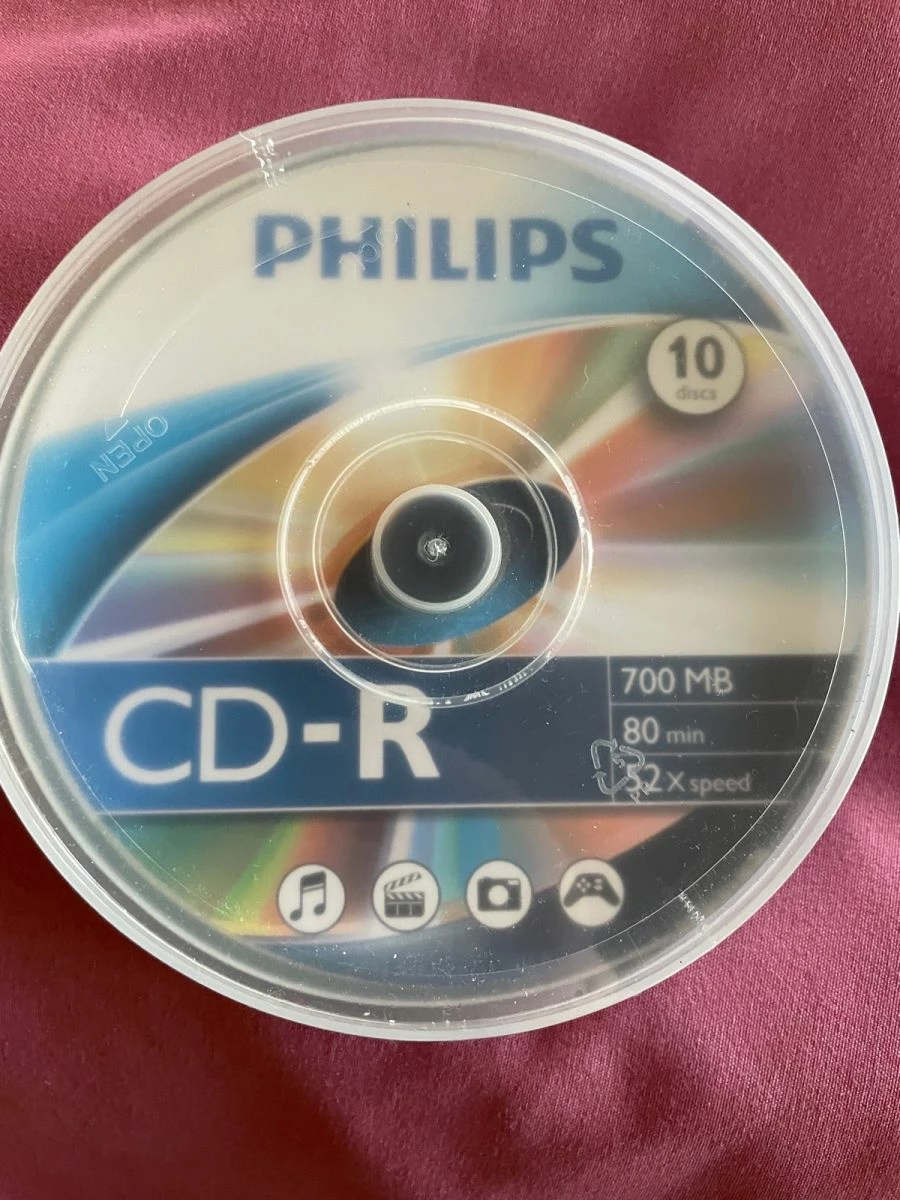 PHILIPS
10
discs
OPEN
CD-R
700 MB
80 min
52 x speed